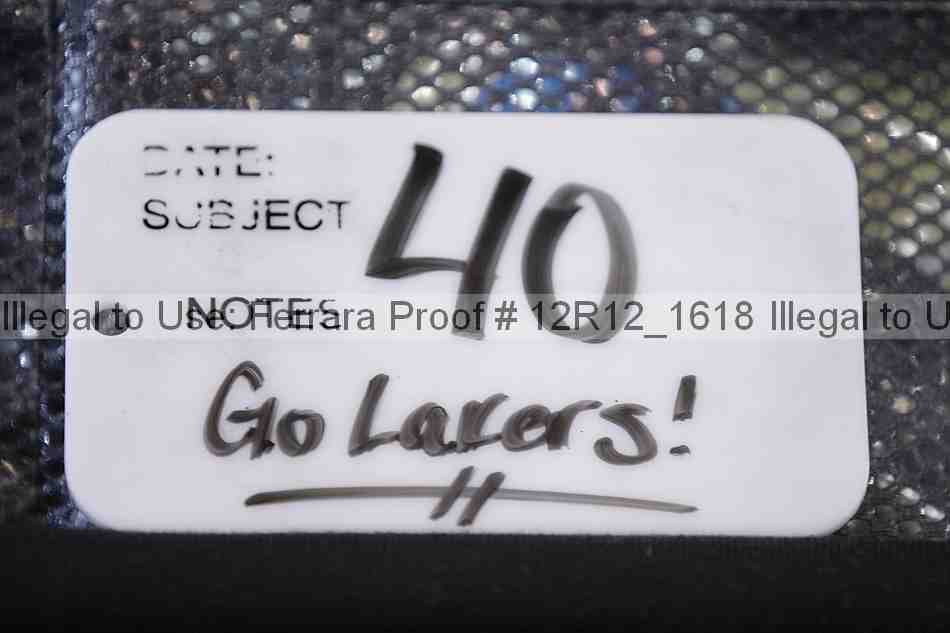 DATE:
SUBJECT
40
NOTES
Illegal to Use: Ferrara Proof # 12R12_1618 Illegal to U
Go Lakers!